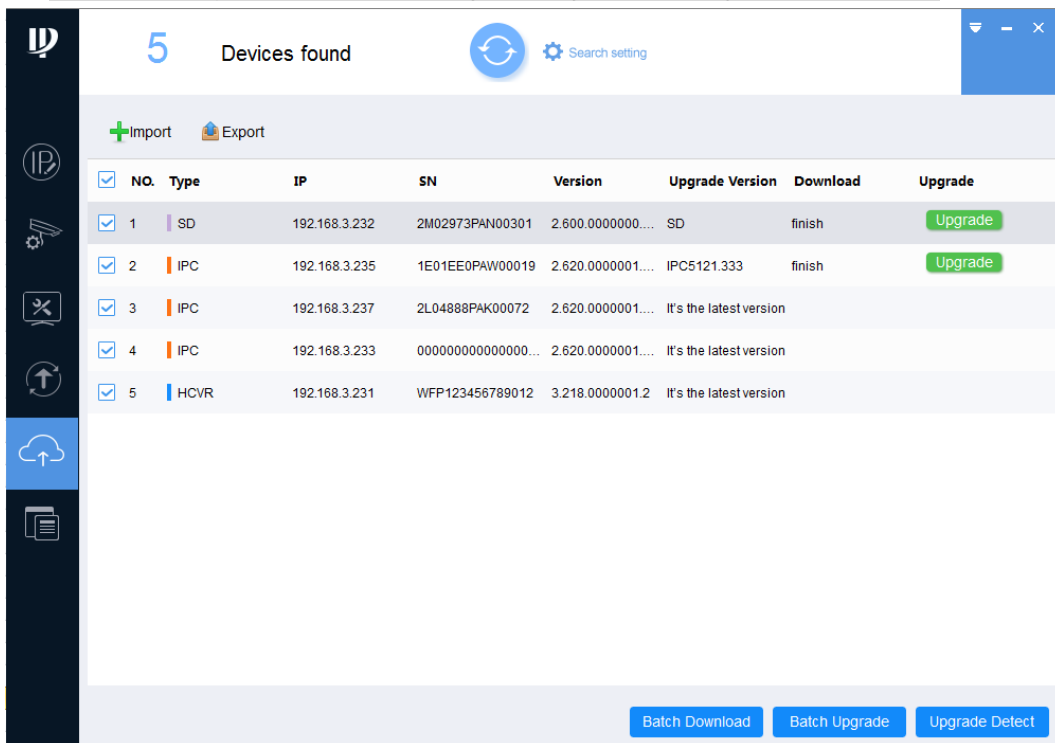 5 Devices found Search setting
Import Export
NO. Type IP SN Version Upgrade Version Download Upgrade
1 SD 192.168.3.232 2M02973PAN00301 2.600.0000000.... SD finish Upgrade
2 IPC 192.168.3.235 1E01EE0PAW00019 2.620.0000001.... IPC5121.333 finish Upgrade
3 IPC 192.168.3.237 2L04888PAK00072 2.620.0000001.... It's the latest version
4 IPC 192.168.3.233 000000000000000... 2.620.0000001.... It's the latest version
5 HCVR 192.168.3.231 WFP123456789012 3.218.0000001.2 It's the latest version
Batch Download Batch Upgrade Upgrade Detect